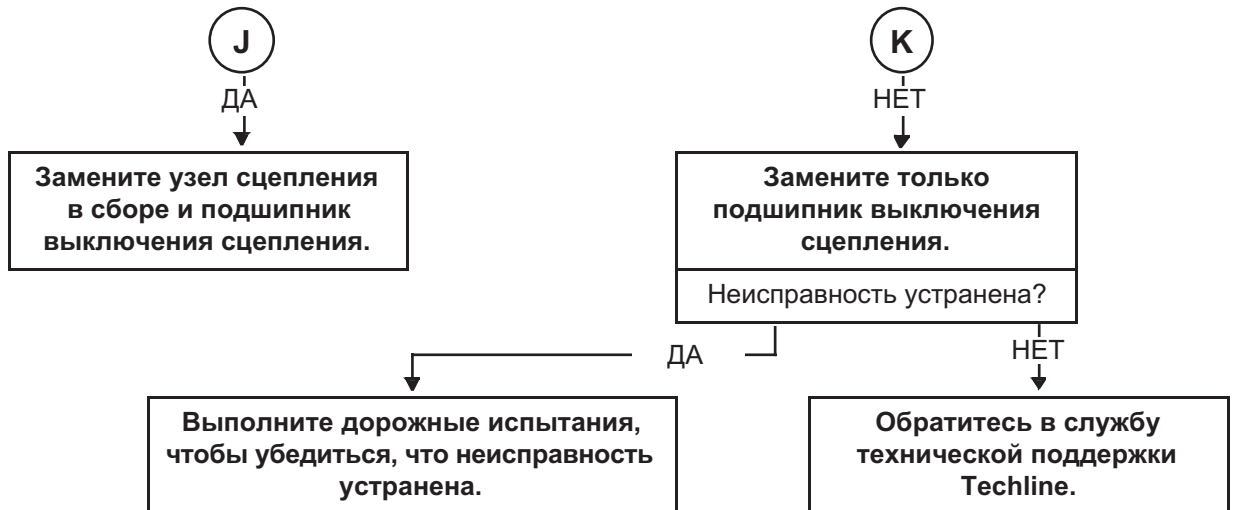 J
ДА
Замените узел сцепления
в сборе и подшипник
выключения сцепления.
K
НЕТ
Замените только
подшипник выключения
сцепления.
Неисправность устранена?
ДА
НЕТ
Выполните дорожные испытания,
чтобы убедиться, что неисправность
устранена.
Обратитесь в службу
технической поддержки
Techline.